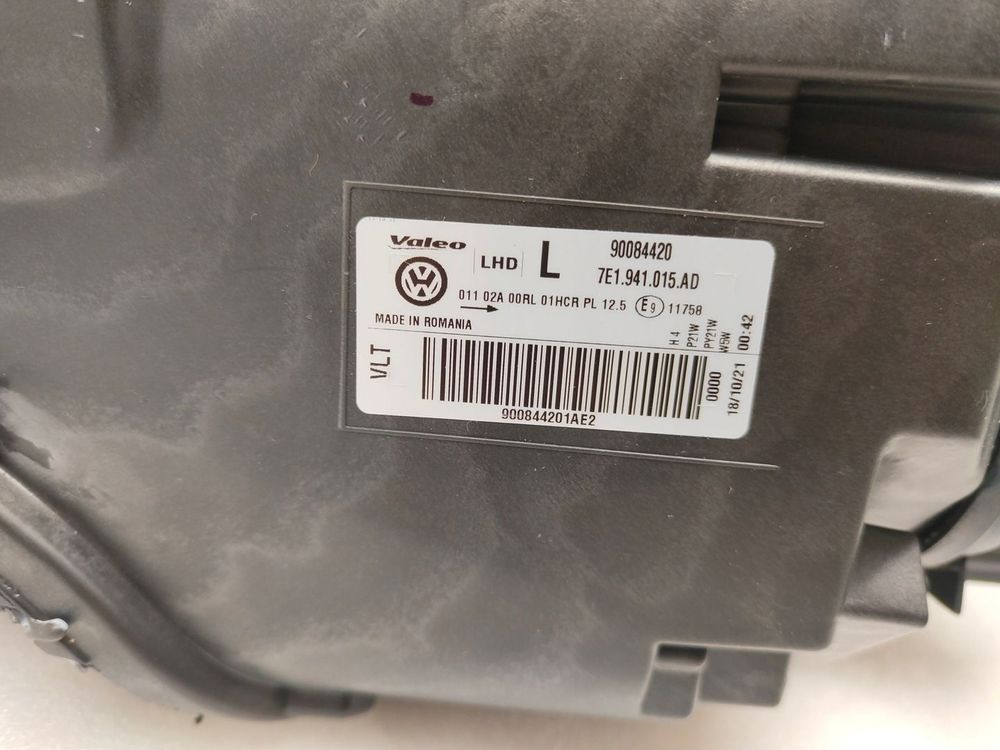 Valeo
LHD
L
90084420
7E1.941.015.AD
011 02A 00RL 01HCR PL 12.5 E9 11758
MADE IN ROMANIA
H4
P21W
PY21W
W5W
VLT
900844201AE2
0000
18/10/21 00:42